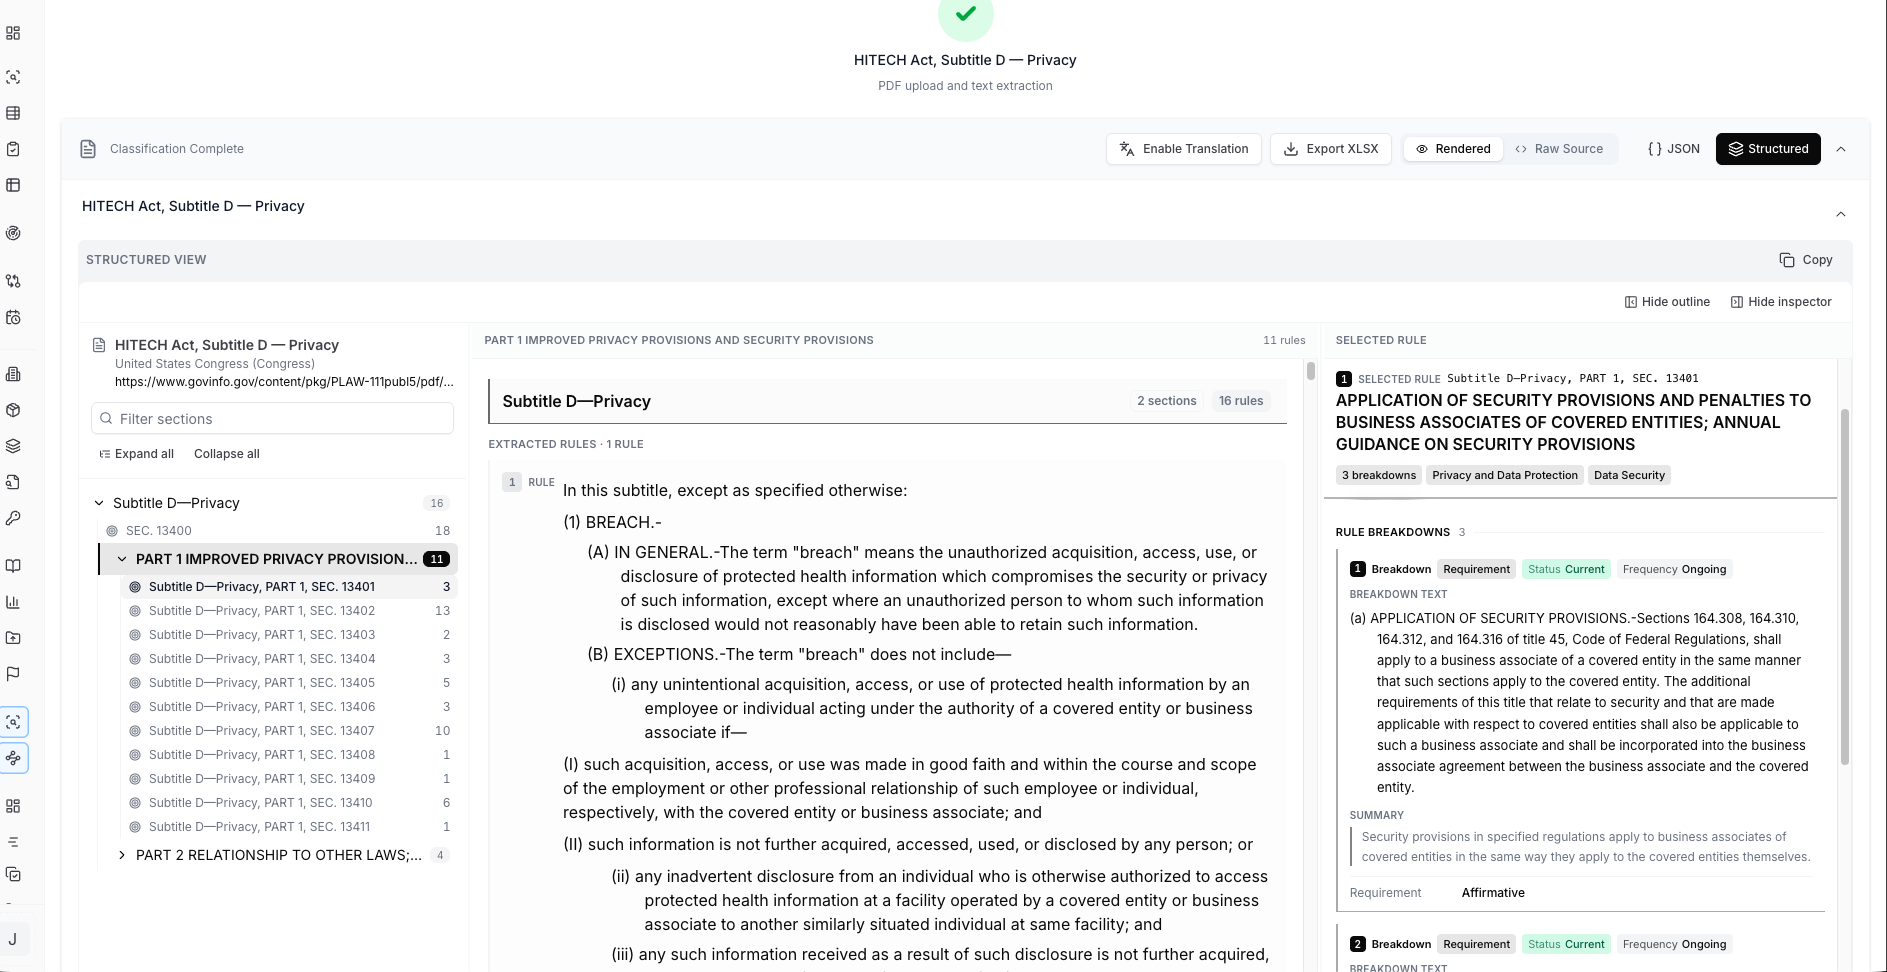 HITECH Act, Subtitle D — Privacy
PDF upload and text extraction
Classification Complete
Enable Translation
Export XLSX
Rendered
Raw Source
{ } JSON
Structured
HITECH Act, Subtitle D — Privacy
STRUCTURED VIEW
Copy
Hide outline
Hide inspector
HITECH Act, Subtitle D — Privacy
United States Congress (Congress)
https://www.govinfo.gov/content/pkg/PLAW-111publ5/pdf/...
Filter sections
Expand all
Collapse all
Subtitle D—Privacy 16
SEC. 13400 18
PART 1 IMPROVED PRIVACY PROVISION... 11
Subtitle D—Privacy, PART 1, SEC. 13401 3
Subtitle D—Privacy, PART 1, SEC. 13402 13
Subtitle D—Privacy, PART 1, SEC. 13403 2
Subtitle D—Privacy, PART 1, SEC. 13404 3
Subtitle D—Privacy, PART 1, SEC. 13405 5
Subtitle D—Privacy, PART 1, SEC. 13406 3
Subtitle D—Privacy, PART 1, SEC. 13407 10
Subtitle D—Privacy, PART 1, SEC. 13408 1
Subtitle D—Privacy, PART 1, SEC. 13409 1
Subtitle D—Privacy, PART 1, SEC. 13410 6
Subtitle D—Privacy, PART 1, SEC. 13411 1
PART 2 RELATIONSHIP TO OTHER LAWS;... 4
J
PART 1 IMPROVED PRIVACY PROVISIONS AND SECURITY PROVISIONS
11 rules
Subtitle D—Privacy
2 sections
16 rules
EXTRACTED RULES · 1 RULE
1 RULE
In this subtitle, except as specified otherwise:
(1) BREACH.-
(A) IN GENERAL.-The term "breach" means the unauthorized acquisition, access, use, or
disclosure of protected health information which compromises the security or privacy
of such information, except where an unauthorized person to whom such information
is disclosed would not reasonably have been able to retain such information.
(B) EXCEPTIONS.-The term "breach" does not include—
(i) any unintentional acquisition, access, or use of protected health information by an
employee or individual acting under the authority of a covered entity or business
associate if—
(I) such acquisition, access, or use was made in good faith and within the course and scope
of the employment or other professional relationship of such employee or individual,
respectively, with the covered entity or business associate; and
(II) such information is not further acquired, accessed, used, or disclosed by any person; or
(ii) any inadvertent disclosure from an individual who is otherwise authorized to access
protected health information at a facility operated by a covered entity or business
associate to another similarly situated individual at same facility; and
(iii) any such information received as a result of such disclosure is not further acquired,
SELECTED RULE
1 SELECTED RULE Subtitle D—Privacy, PART 1, SEC. 13401
APPLICATION OF SECURITY PROVISIONS AND PENALTIES TO
BUSINESS ASSOCIATES OF COVERED ENTITIES; ANNUAL
GUIDANCE ON SECURITY PROVISIONS
3 breakdowns
Privacy and Data Protection
Data Security
RULE BREAKDOWNS 3
1 Breakdown Requirement Status Current Frequency Ongoing
BREAKDOWN TEXT
(a) APPLICATION OF SECURITY PROVISIONS.-Sections 164.308, 164.310,
164.312, and 164.316 of title 45, Code of Federal Regulations, shall
apply to a business associate of a covered entity in the same manner
that such sections apply to the covered entity. The additional
requirements of this title that relate to security and that are made
applicable with respect to covered entities shall also be applicable to
such a business associate and shall be incorporated into the business
associate agreement between the business associate and the covered
entity.
SUMMARY
Security provisions in specified regulations apply to business associates of
covered entities in the same way they apply to the covered entities themselves.
Requirement Affirmative
2 Breakdown Requirement Status Current Frequency Ongoing
BREAKDOWN TEXT